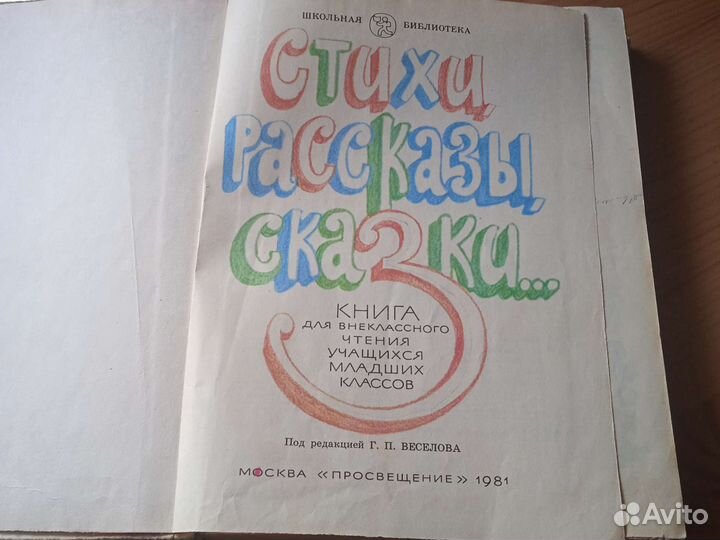 ШКОЛЬНАЯ БИБЛИОТЕКА
СТИХИ,
РАССКАЗЫ,
СКАЗКИ...
КНИГА
ДЛЯ ВНЕКЛАССНОГО
ЧТЕНИЯ
УЧАЩИХСЯ
МЛАДШИХ
КЛАССОВ
Под редакцией Г. П. ВЕСЕЛОВА
МОСКВА «ПРОСВЕЩЕНИЕ» 1981
Avito